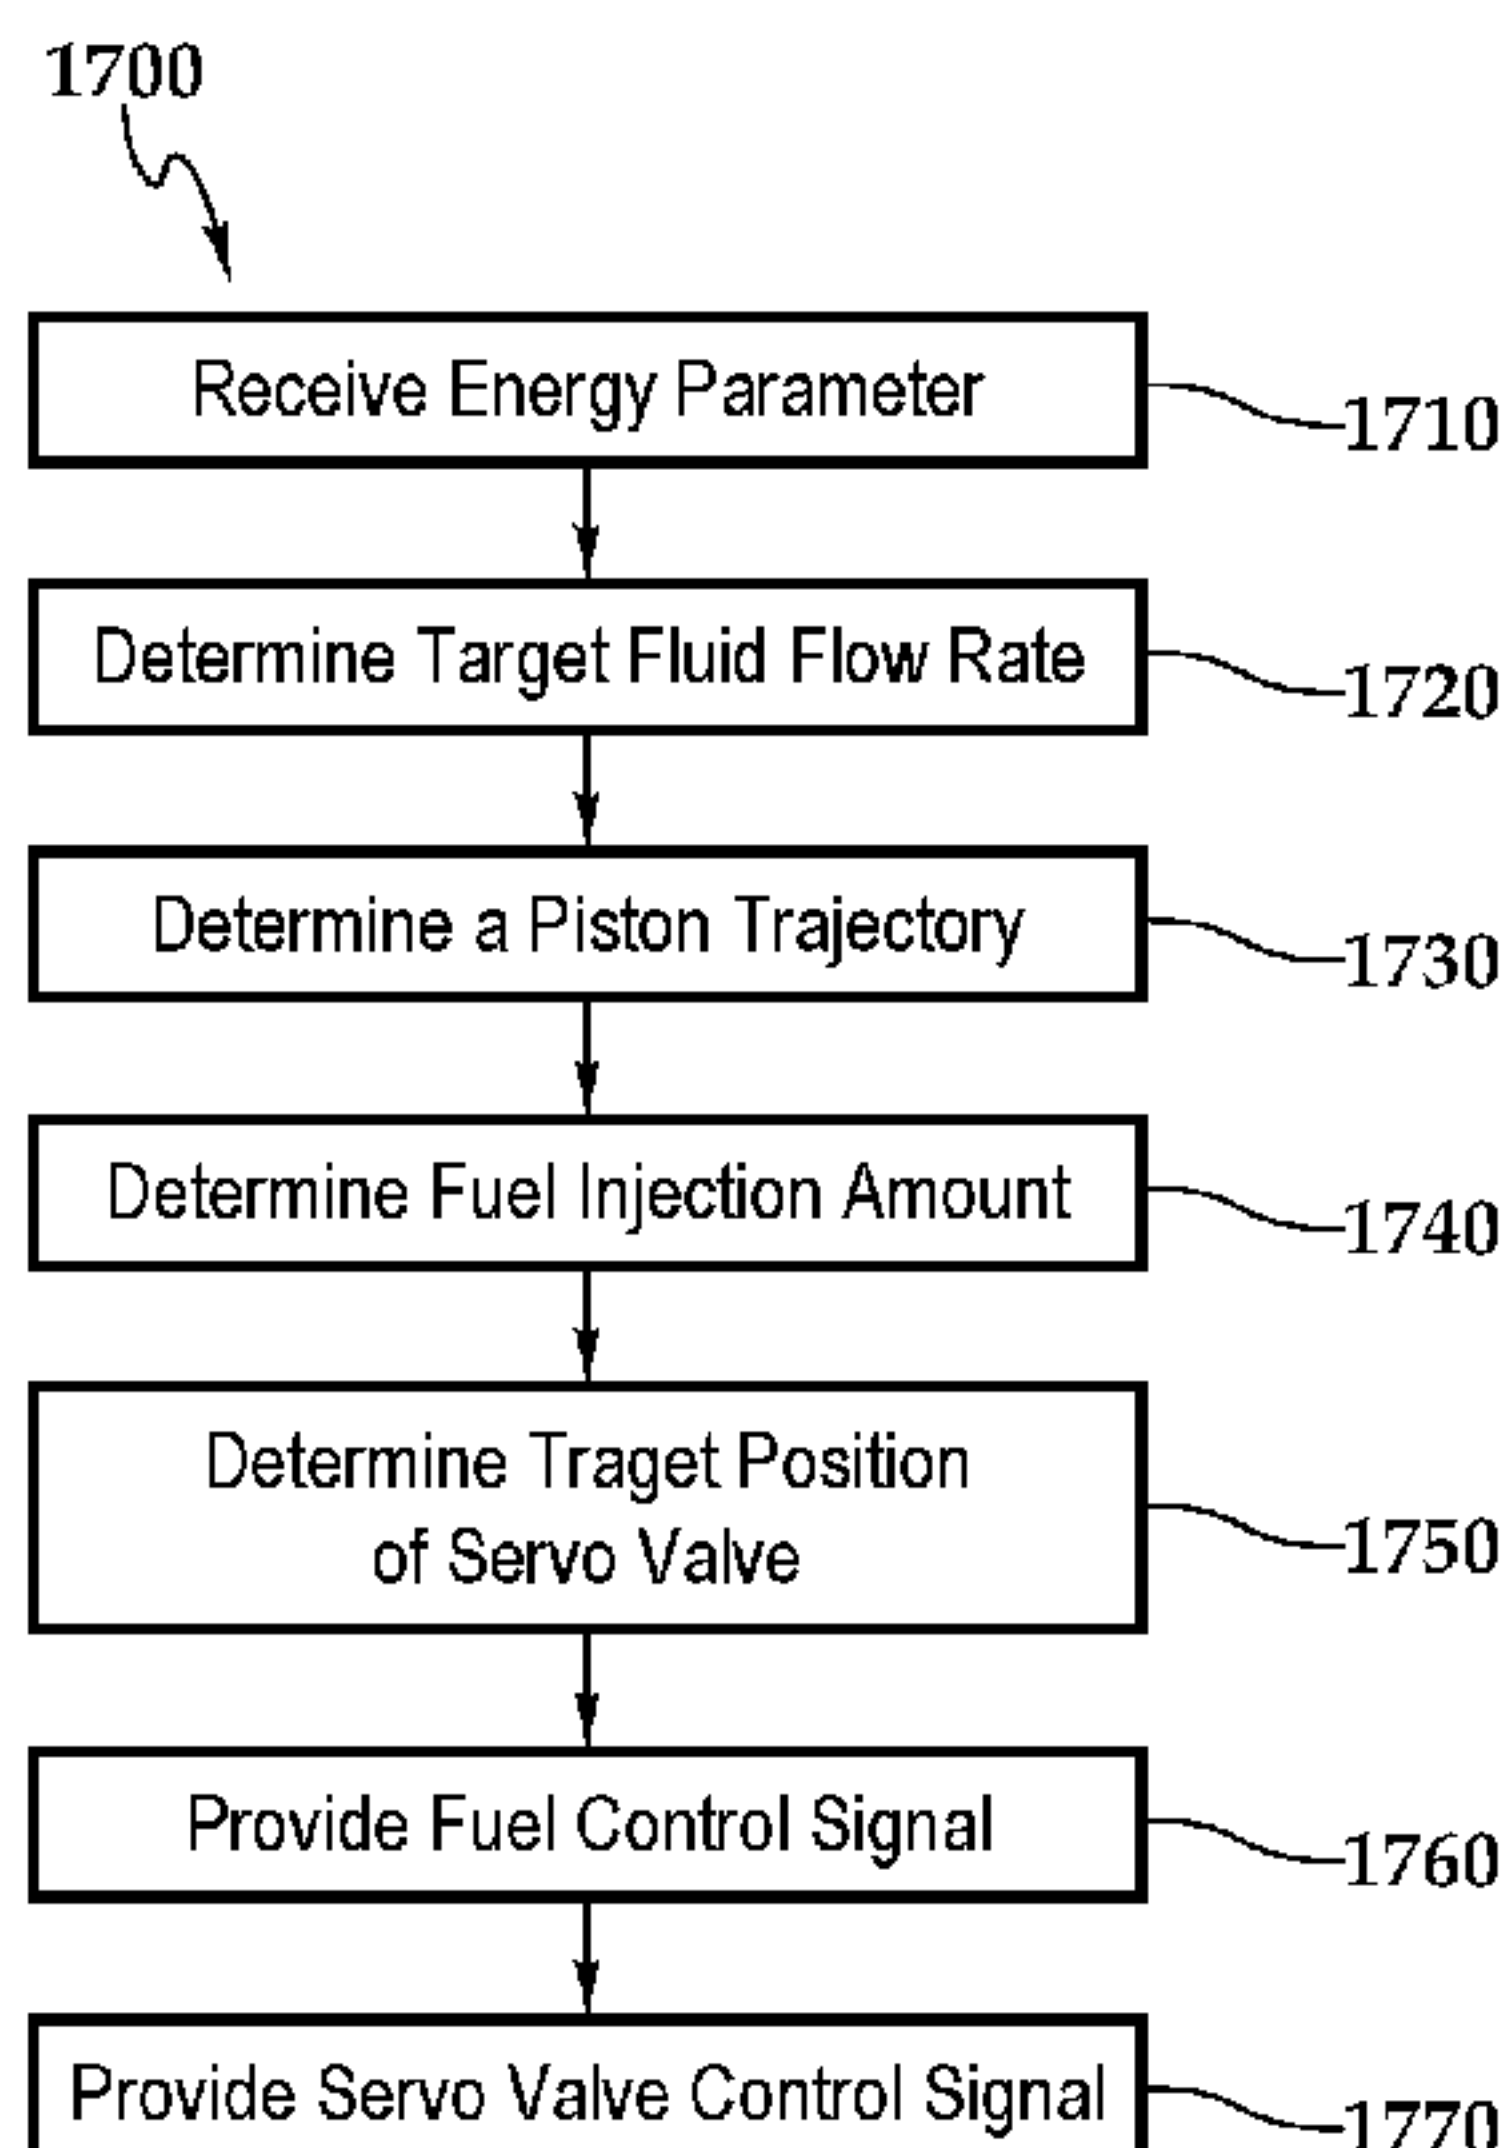 1700
Receive Energy Parameter
1710
Determine Target Fluid Flow Rate
1720
Determine a Piston Trajectory
1730
Determine Fuel Injection Amount
1740
Determine Traget Position
of Servo Valve
1750
Provide Fuel Control Signal
1760
Provide Servo Valve Control Signal
1770